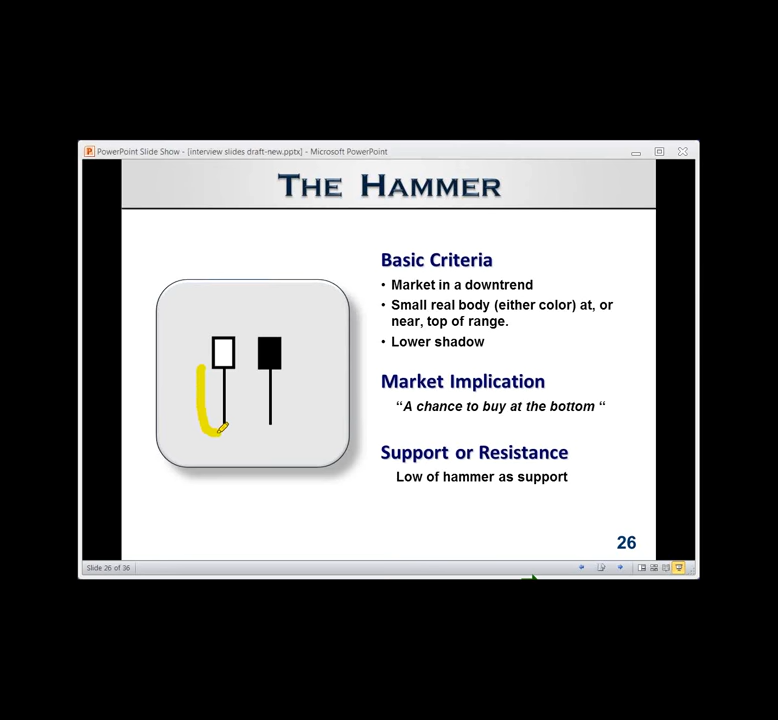 PowerPoint Slide Show - [interview slides draft-new.pptx] - Microsoft PowerPoint
THE HAMMER
Basic Criteria
• Market in a downtrend
• Small real body (either color) at, or
near, top of range.
• Lower shadow
Market Implication
“A chance to buy at the bottom “
Support or Resistance
Low of hammer as support
26
Slide 26 of 36